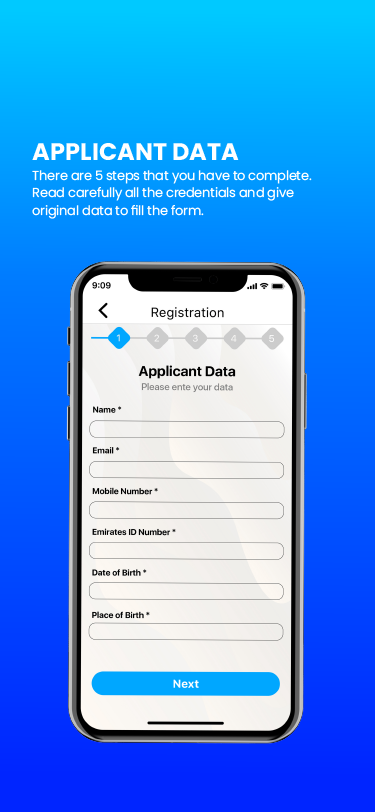 APPLICANT DATA
There are 5 steps that you have to complete.
Read carefully all the credentials and give
original data to fill the form.
9:09
Registration
1 2 3 4 5
Applicant Data
Please ente your data
Name *
Email *
Mobile Number *
Emirates ID Number *
Date of Birth *
Place of Birth *
Next